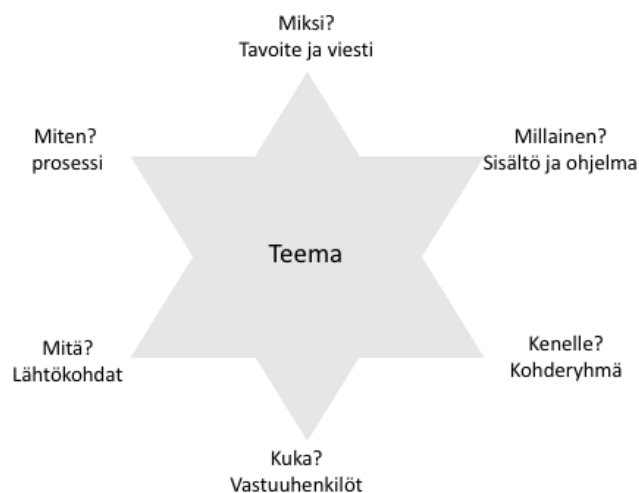 Miksi?
Tavoite ja viesti
Miten?
prosessi
Millainen?
Sisältö ja ohjelma
Teema
Mitä?
Lähtökohdat
Kenelle?
Kohderyhmä
Kuka?
Vastuuhenkilöt